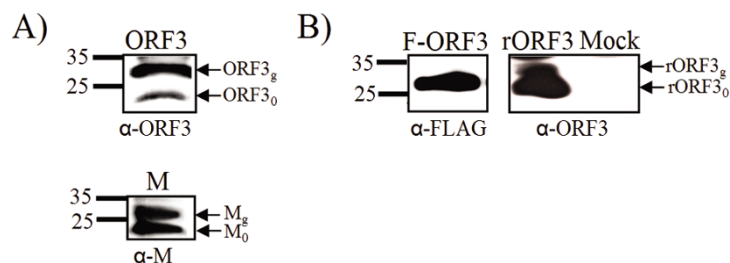 A)
ORF3
35
25
ORF3g
ORF30
α-ORF3
M
35
25
Mg
M0
α-M
B)
F-ORF3 rORF3 Mock
35
25
rORF3g
rORF30
α-FLAG α-ORF3